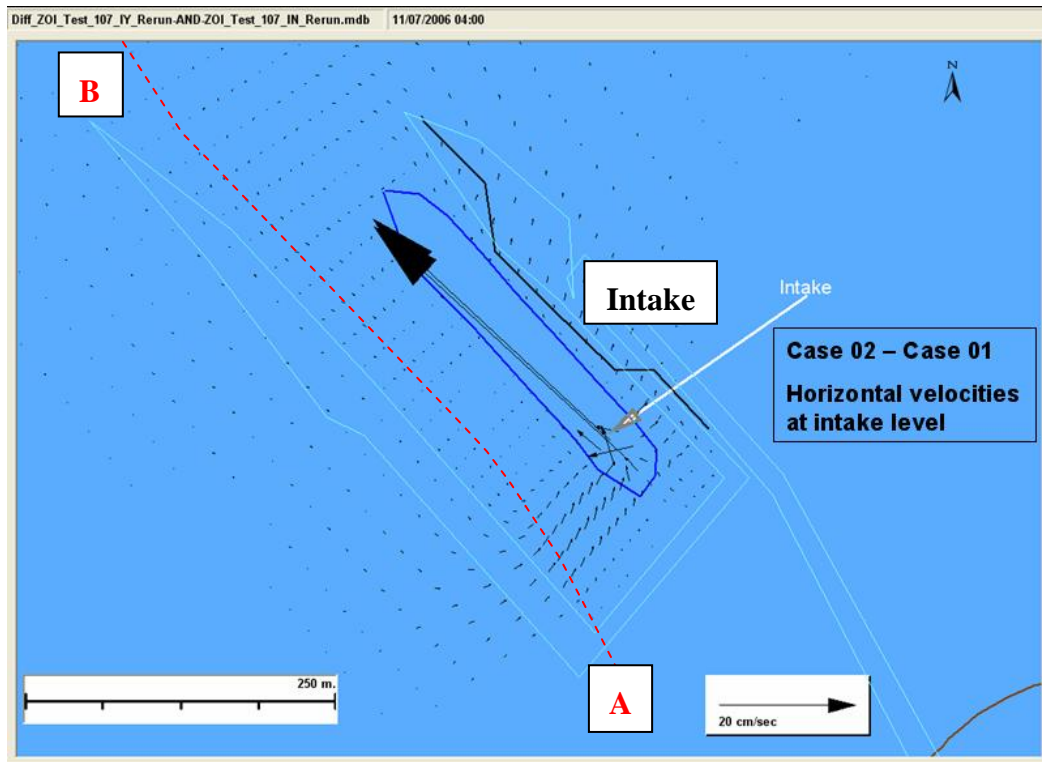 Diff_ZOI_Test_107_IY_Rerun-AND-ZOI_Test_107_IN_Rerun.mdb 11/07/2006 04:00
B
N
Intake
Intake
Case 02 – Case 01
Horizontal velocities
at intake level
250 m.
A
20 cm/sec